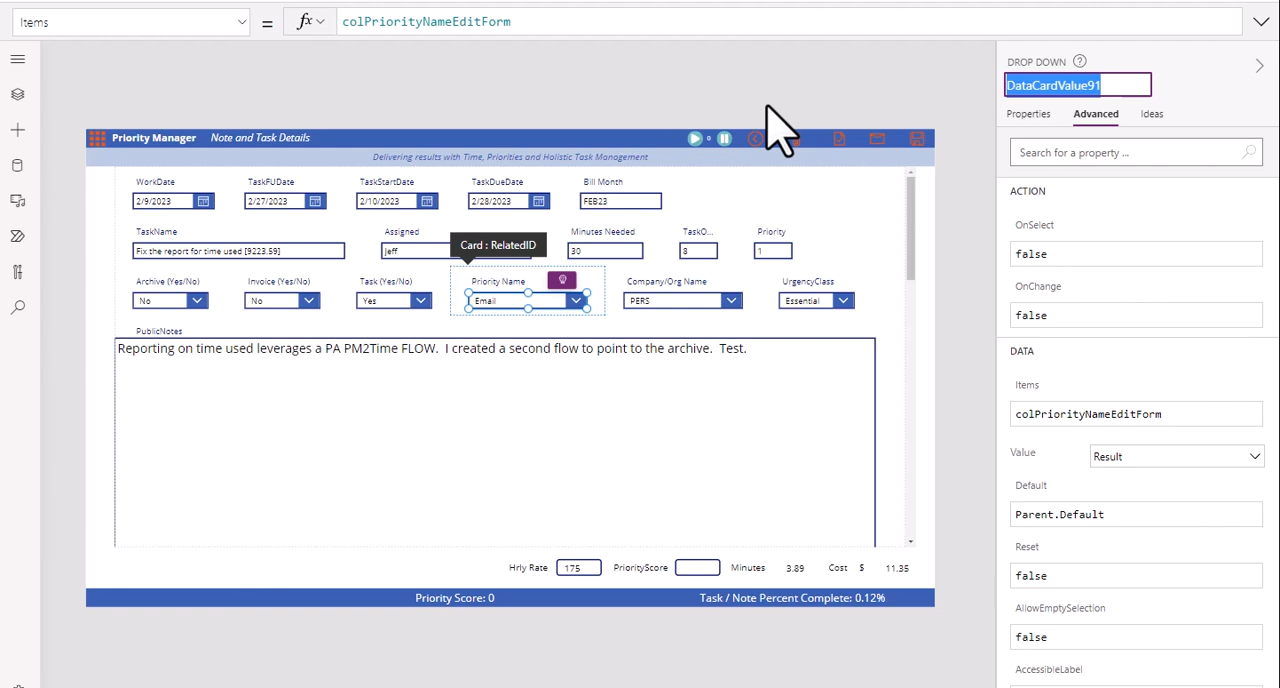 Items = fx colPriorityNameEditForm
DROP DOWN ?
DataCardValue91
Properties Advanced Ideas
Search for a property ...
ACTION
OnSelect
false
OnChange
false
DATA
Items
colPriorityNameEditForm
Value Result
Default
Parent.Default
Reset
false
AllowEmptySelection
false
AccessibleLabel
Priority Manager Note and Task Details 0
Delivering results with Time, Priorities and Holistic Task Management
WorkDate TaskFUDate TaskStartDate TaskDueDate Bill Month
2/9/2023 2/27/2023 2/10/2023 2/28/2023 FEB23
TaskName Assigned Minutes Needed TaskO... Priority
Card : RelatedID
Fix the report for time used [9223.59] Jeff 30 8 1
Archive (Yes/No) Invoice (Yes/No) Task (Yes/No) Priority Name Company/Org Name UrgencyClass
No No Yes Email PERS Essential
PublicNotes
Reporting on time used leverages a PA PM2Time FLOW. I created a second flow to point to the archive. Test.
Hrly Rate 175 PriorityScore Minutes 3.89 Cost $ 11.35
Priority Score: 0 Task / Note Percent Complete: 0.12%